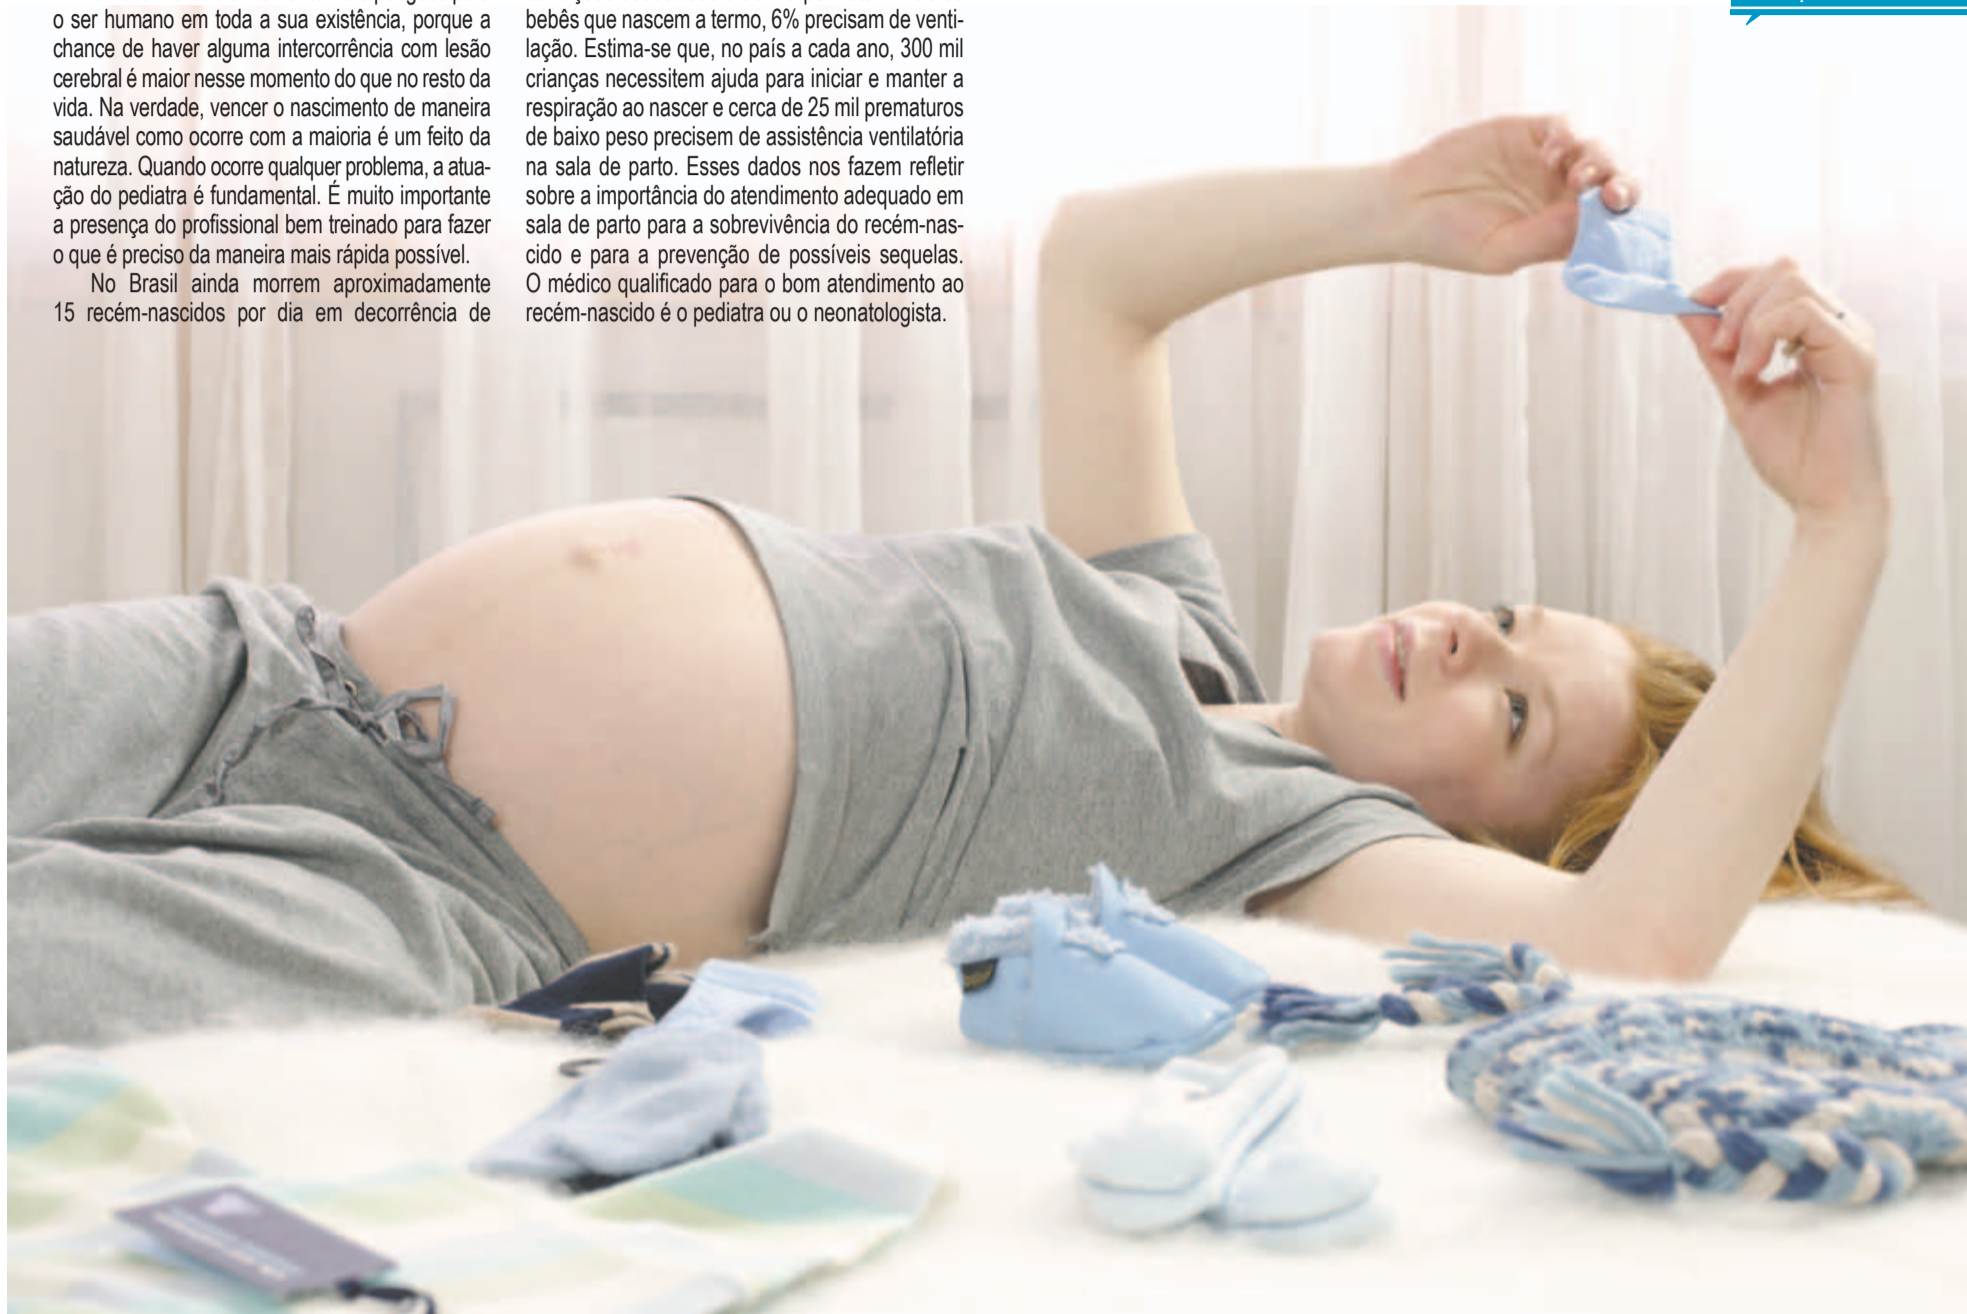 o ser humano em toda a sua existência, porque a
chance de haver alguma intercorrência com lesão
cerebral é maior nesse momento do que no resto da
vida. Na verdade, vencer o nascimento de maneira
saudável como ocorre com a maioria é um feito da
natureza. Quando ocorre qualquer problema, a atua-
ção do pediatra é fundamental. É muito importante
a presença do profissional bem treinado para fazer
o que é preciso da maneira mais rápida possível.
No Brasil ainda morrem aproximadamente
15 recém-nascidos por dia em decorrência de
bebês que nascem a termo, 6% precisam de venti-
lação. Estima-se que, no país a cada ano, 300 mil
crianças necessitem ajuda para iniciar e manter a
respiração ao nascer e cerca de 25 mil prematuros
de baixo peso precisem de assistência ventilatória
na sala de parto. Esses dados nos fazem refletir
sobre a importância do atendimento adequado em
sala de parto para a sobrevivência do recém-nas-
cido e para a prevenção de possíveis sequelas.
O médico qualificado para o bom atendimento ao
recém-nascido é o pediatra ou o neonatologista.